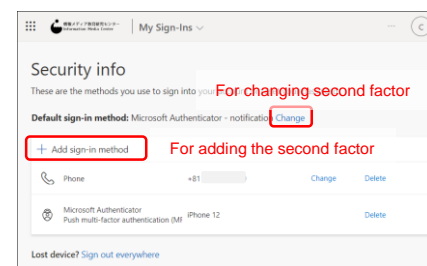 Information Media Center
My Sign-Ins
C
Security info
These are the methods you use to sign into your
For changing second factor
Default sign-in method: Microsoft Authenticator - notification Change
+ Add sign-in method
For adding the second factor
Phone +81 Change Delete
Microsoft Authenticator
Push multi-factor authentication (MF iPhone 12 Delete
Lost device? Sign out everywhere